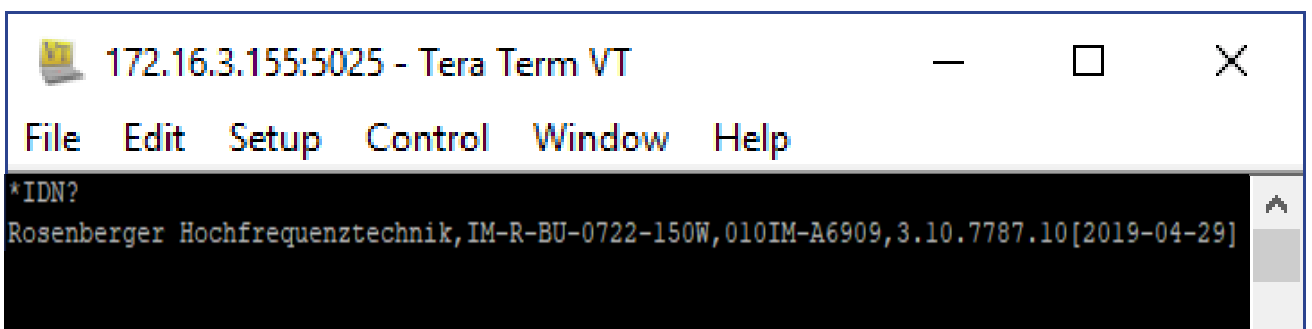 172.16.3.155:5025 - Tera Term VT
File Edit Setup Control Window Help
*IDN?
Rosenberger Hochfrequenztechnik,IM-R-BU-0722-150W,010IM-A6909,3.10.7787.10[2019-04-29]